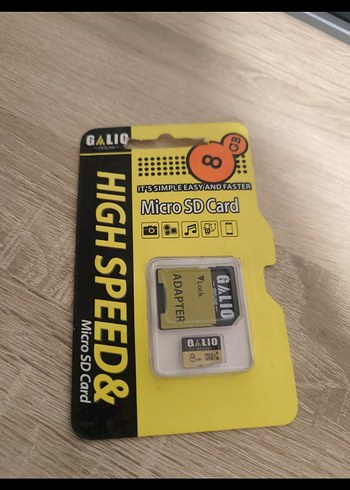 GALIO
8 GB
IT'S SIMPLE EASY AND FASTER
Micro SD Card
HIGH SPEED&
Micro SD Card
ADAPTER
Lock
GALIO
GALIO
8